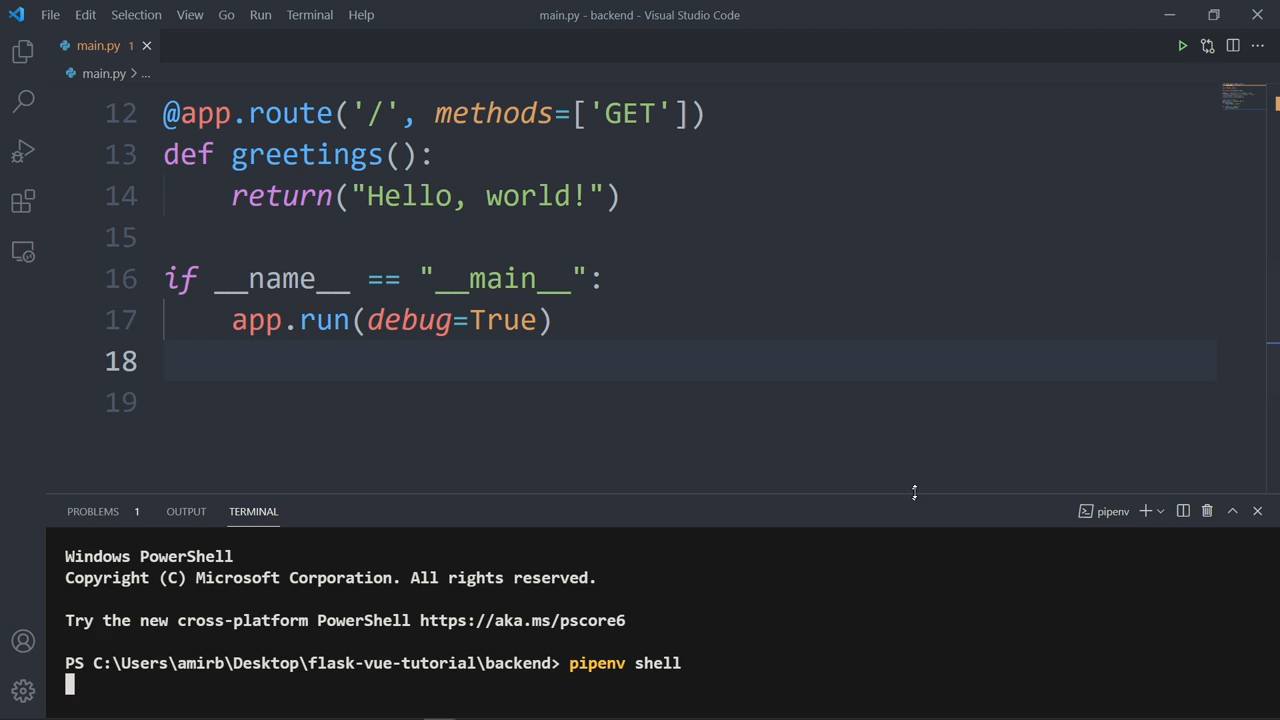 File Edit Selection View Go Run Terminal Help main.py - backend - Visual Studio Code
main.py 1
main.py > ...
12 @app.route('/', methods=['GET'])
13 def greetings():
14 return("Hello, world!")
15
16 if __name__ == "__main__":
17 app.run(debug=True)
18
19
PROBLEMS 1 OUTPUT TERMINAL pipenv
Windows PowerShell
Copyright (C) Microsoft Corporation. All rights reserved.
Try the new cross-platform PowerShell https://aka.ms/pscore6
PS C:\Users\amirb\Desktop\flask-vue-tutorial\backend> pipenv shell